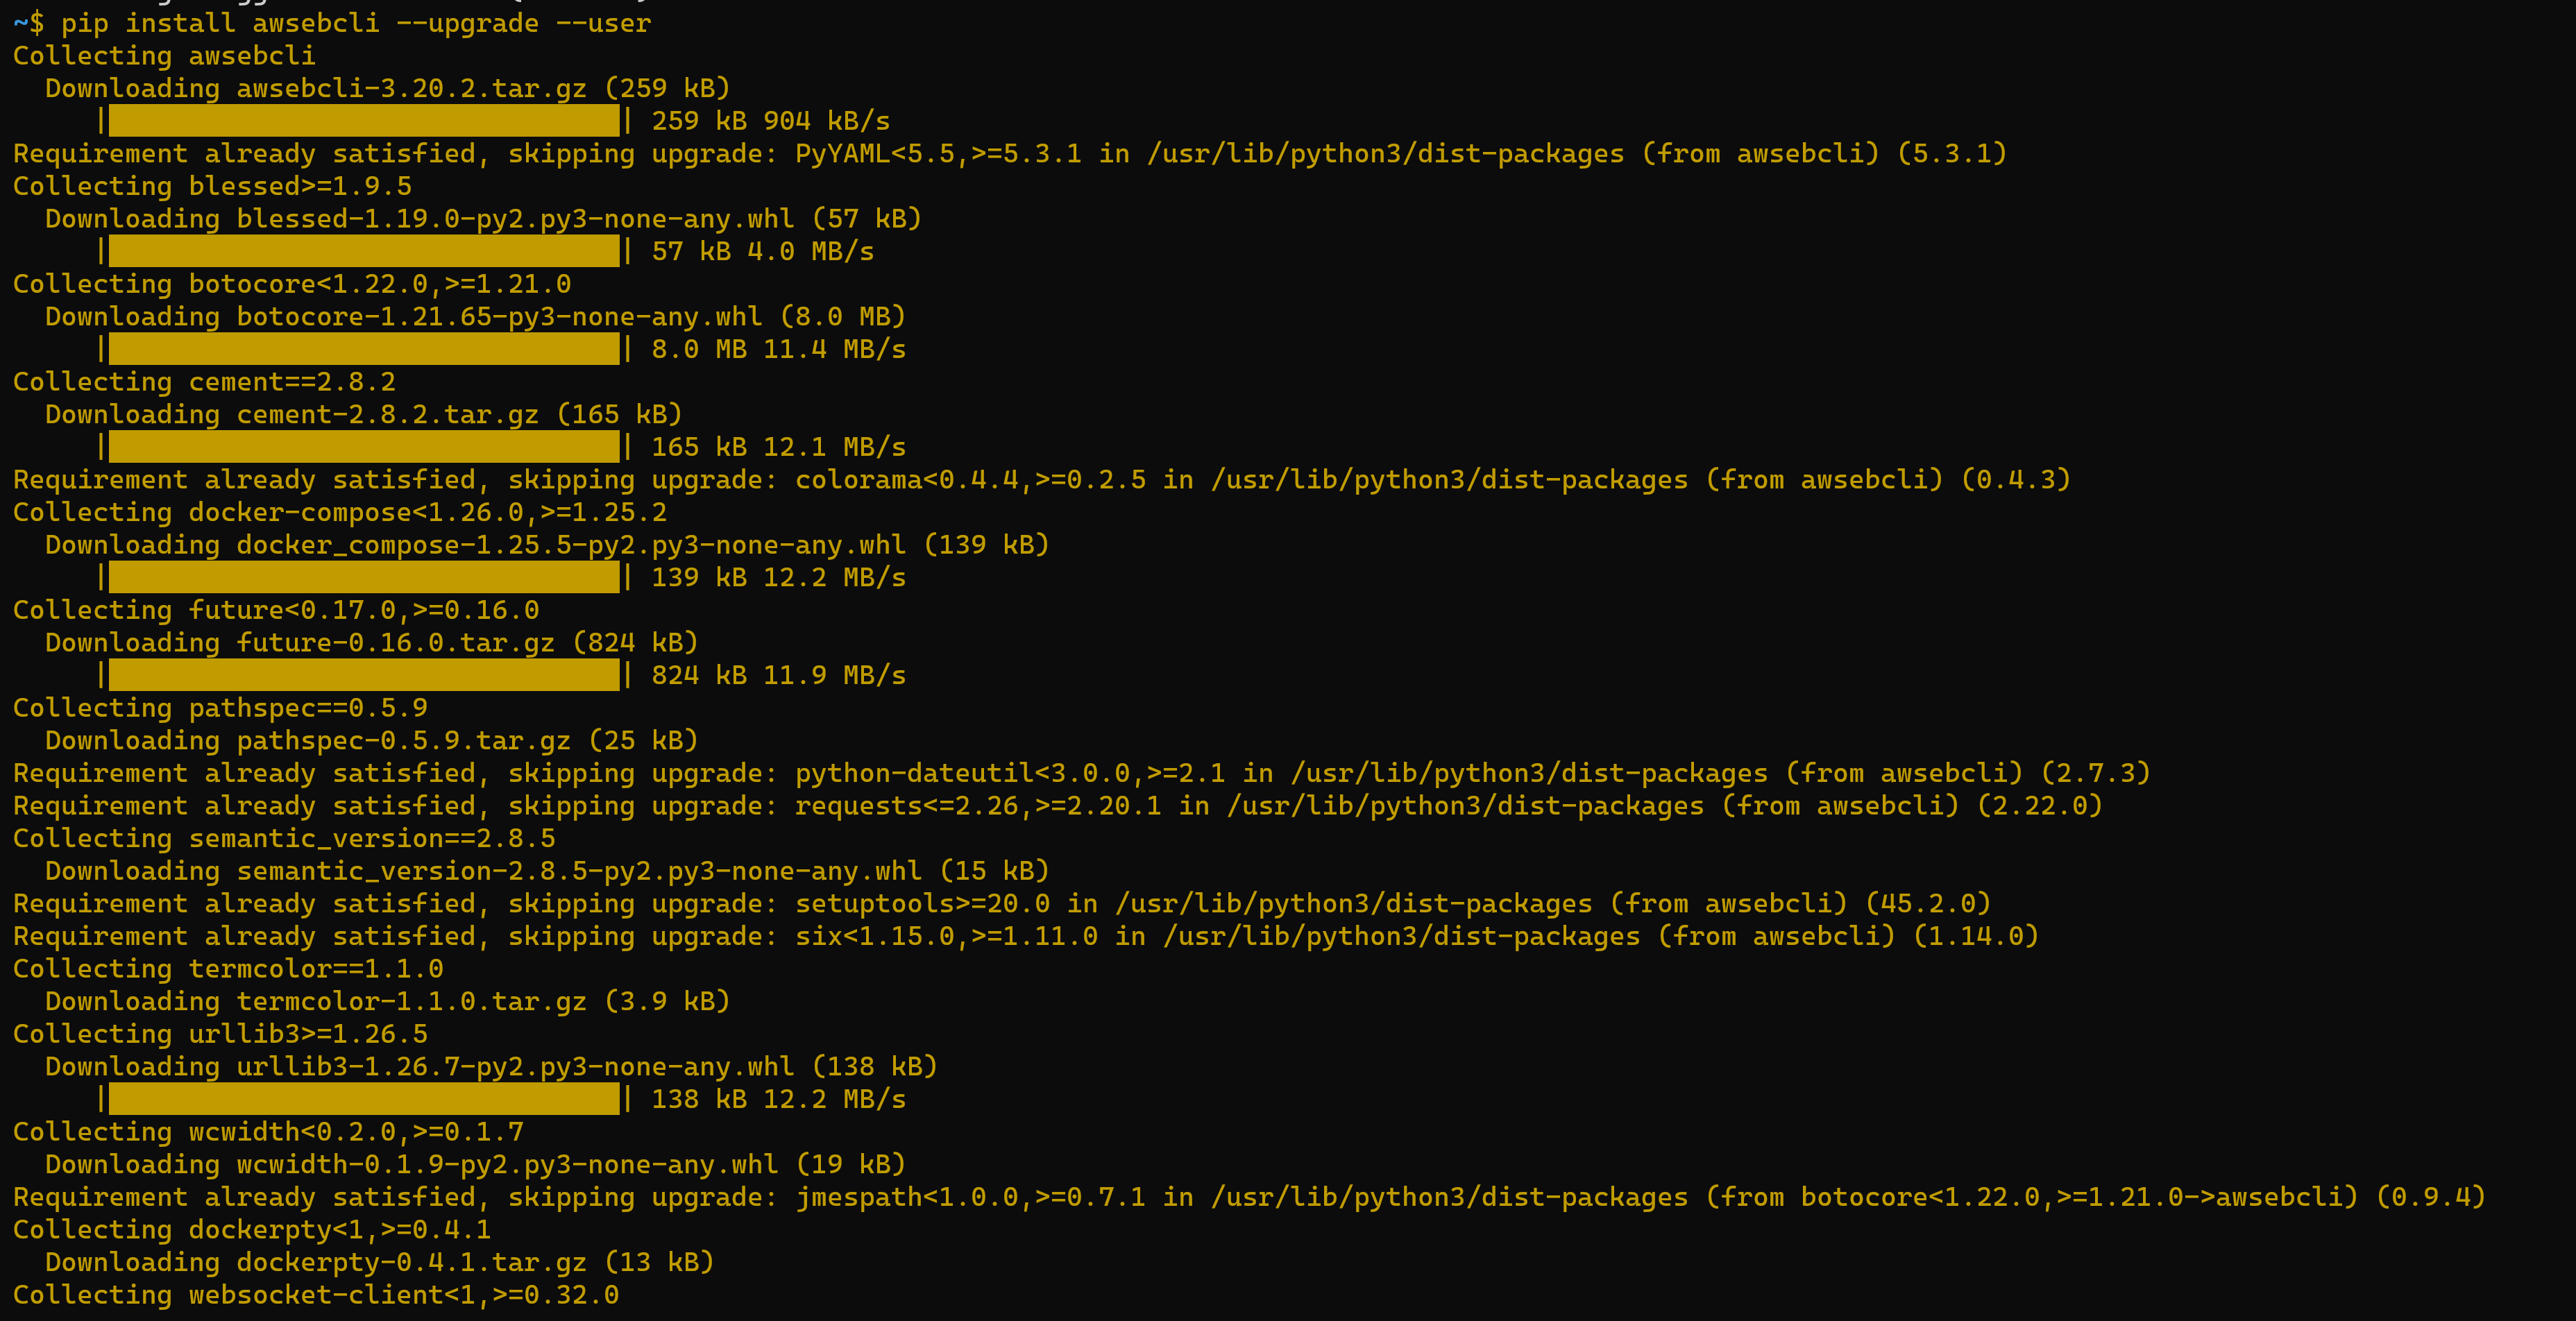 ~$ pip install awsebcli --upgrade --user
Collecting awsebcli
  Downloading awsebcli-3.20.2.tar.gz (259 kB)
     |████████████████████████████████| 259 kB 904 kB/s
Requirement already satisfied, skipping upgrade: PyYAML<5.5,>=5.3.1 in /usr/lib/python3/dist-packages (from awsebcli) (5.3.1)
Collecting blessed>=1.9.5
  Downloading blessed-1.19.0-py2.py3-none-any.whl (57 kB)
     |████████████████████████████████| 57 kB 4.0 MB/s
Collecting botocore<1.22.0,>=1.21.0
  Downloading botocore-1.21.65-py3-none-any.whl (8.0 MB)
     |████████████████████████████████| 8.0 MB 11.4 MB/s
Collecting cement==2.8.2
  Downloading cement-2.8.2.tar.gz (165 kB)
     |████████████████████████████████| 165 kB 12.1 MB/s
Requirement already satisfied, skipping upgrade: colorama<0.4.4,>=0.2.5 in /usr/lib/python3/dist-packages (from awsebcli) (0.4.3)
Collecting docker-compose<1.26.0,>=1.25.2
  Downloading docker_compose-1.25.5-py2.py3-none-any.whl (139 kB)
     |████████████████████████████████| 139 kB 12.2 MB/s
Collecting future<0.17.0,>=0.16.0
  Downloading future-0.16.0.tar.gz (824 kB)
     |████████████████████████████████| 824 kB 11.9 MB/s
Collecting pathspec==0.5.9
  Downloading pathspec-0.5.9.tar.gz (25 kB)
Requirement already satisfied, skipping upgrade: python-dateutil<3.0.0,>=2.1 in /usr/lib/python3/dist-packages (from awsebcli) (2.7.3)
Requirement already satisfied, skipping upgrade: requests<=2.26,>=2.20.1 in /usr/lib/python3/dist-packages (from awsebcli) (2.22.0)
Collecting semantic_version==2.8.5
  Downloading semantic_version-2.8.5-py2.py3-none-any.whl (15 kB)
Requirement already satisfied, skipping upgrade: setuptools>=20.0 in /usr/lib/python3/dist-packages (from awsebcli) (45.2.0)
Requirement already satisfied, skipping upgrade: six<1.15.0,>=1.11.0 in /usr/lib/python3/dist-packages (from awsebcli) (1.14.0)
Collecting termcolor==1.1.0
  Downloading termcolor-1.1.0.tar.gz (3.9 kB)
Collecting urllib3>=1.26.5
  Downloading urllib3-1.26.7-py2.py3-none-any.whl (138 kB)
     |████████████████████████████████| 138 kB 12.2 MB/s
Collecting wcwidth<0.2.0,>=0.1.7
  Downloading wcwidth-0.1.9-py2.py3-none-any.whl (19 kB)
Requirement already satisfied, skipping upgrade: jmespath<1.0.0,>=0.7.1 in /usr/lib/python3/dist-packages (from botocore<1.22.0,>=1.21.0->awsebcli) (0.9.4)
Collecting dockerpty<1,>=0.4.1
  Downloading dockerpty-0.4.1.tar.gz (13 kB)
Collecting websocket-client<1,>=0.32.0